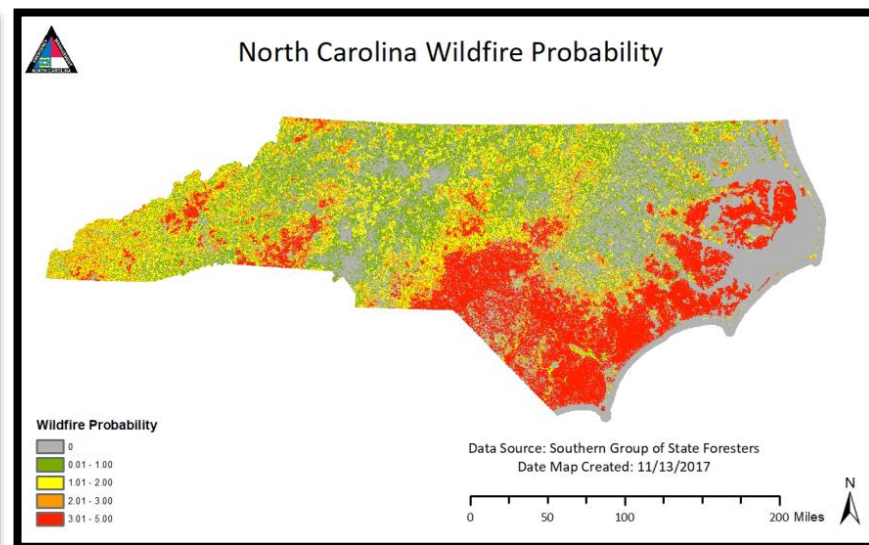 North Carolina Wildfire Probability
NORTH CAROLINA
Wildfire Probability
0
0.01 - 1.00
1.01 - 2.00
2.01 - 3.00
3.01 - 5.00
Data Source: Southern Group of State Foresters
Date Map Created: 11/13/2017
0 50 100 200 Miles
N